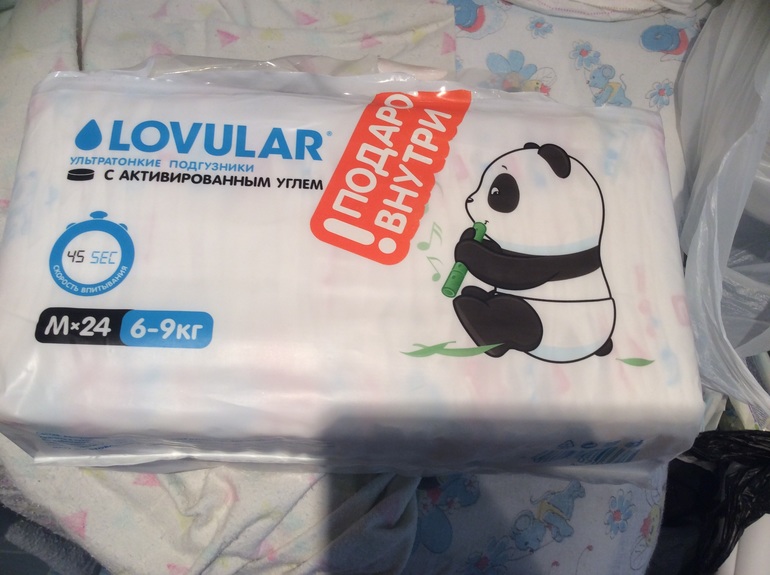 LOVULAR®
УЛЬТРАТОНКИЕ ПОДГУЗНИКИ
С АКТИВИРОВАННЫМ УГЛЕМ
!ПОДАРО
ВНУТРИ
45 SEC
СКОРОСТЬ ВПИТЫВАНИЯ
M×24 6-9кг